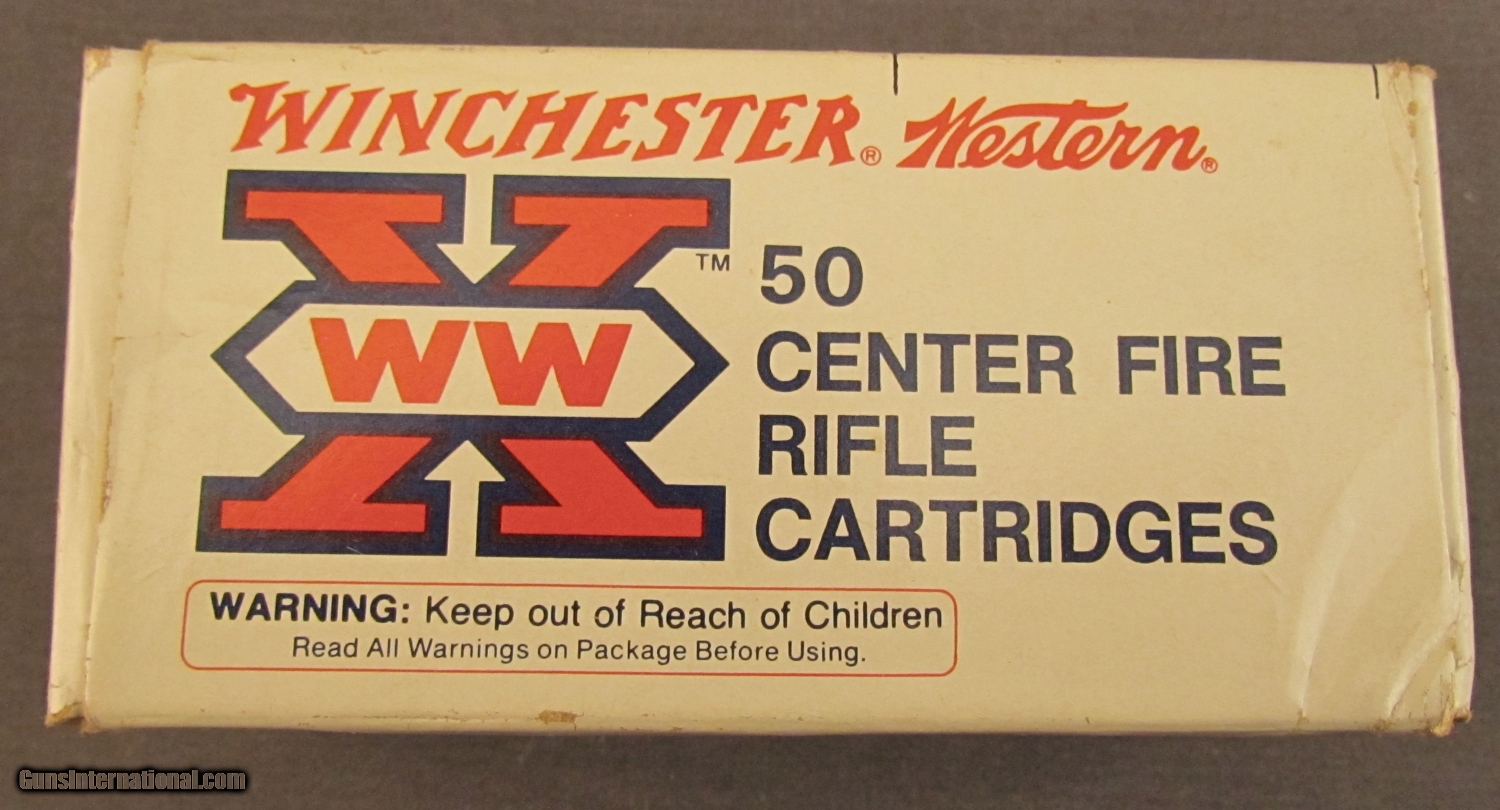 WINCHESTER® Western®
TM
WW
50
CENTER FIRE
RIFLE
CARTRIDGES
WARNING: Keep out of Reach of Children
Read All Warnings on Package Before Using.
GunsInternational.com